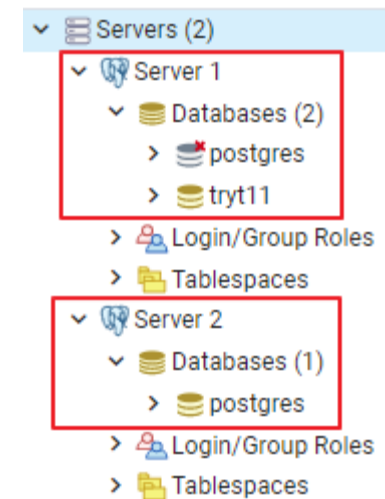 Servers (2)
Server 1
Databases (2)
postgres
tryt11
Login/Group Roles
Tablespaces
Server 2
Databases (1)
postgres
Login/Group Roles
Tablespaces